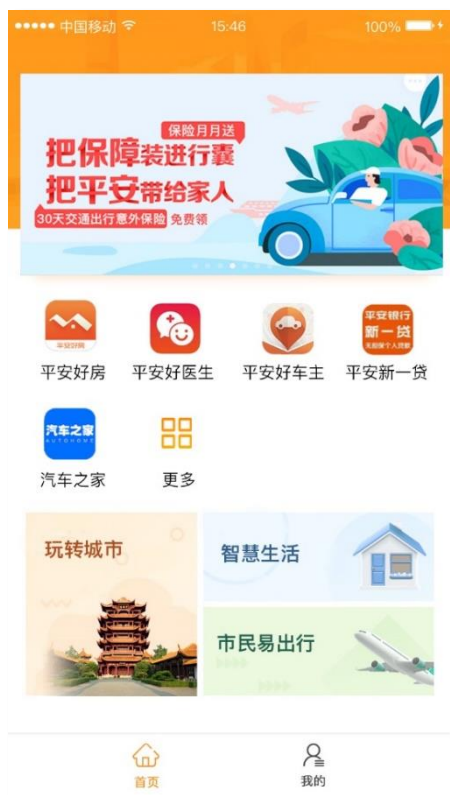 中国移动
15:46
100%
保险月月送
把保障装进行囊
把平安带给家人
30天交通出行意外保险 免费领
平安好房
平安银行
新一贷
平安好房
平安好医生
平安好车主
平安新一贷
汽车之家
AUTOHOME
汽车之家
更多
玩转城市
智慧生活
市民易出行
首页
我的